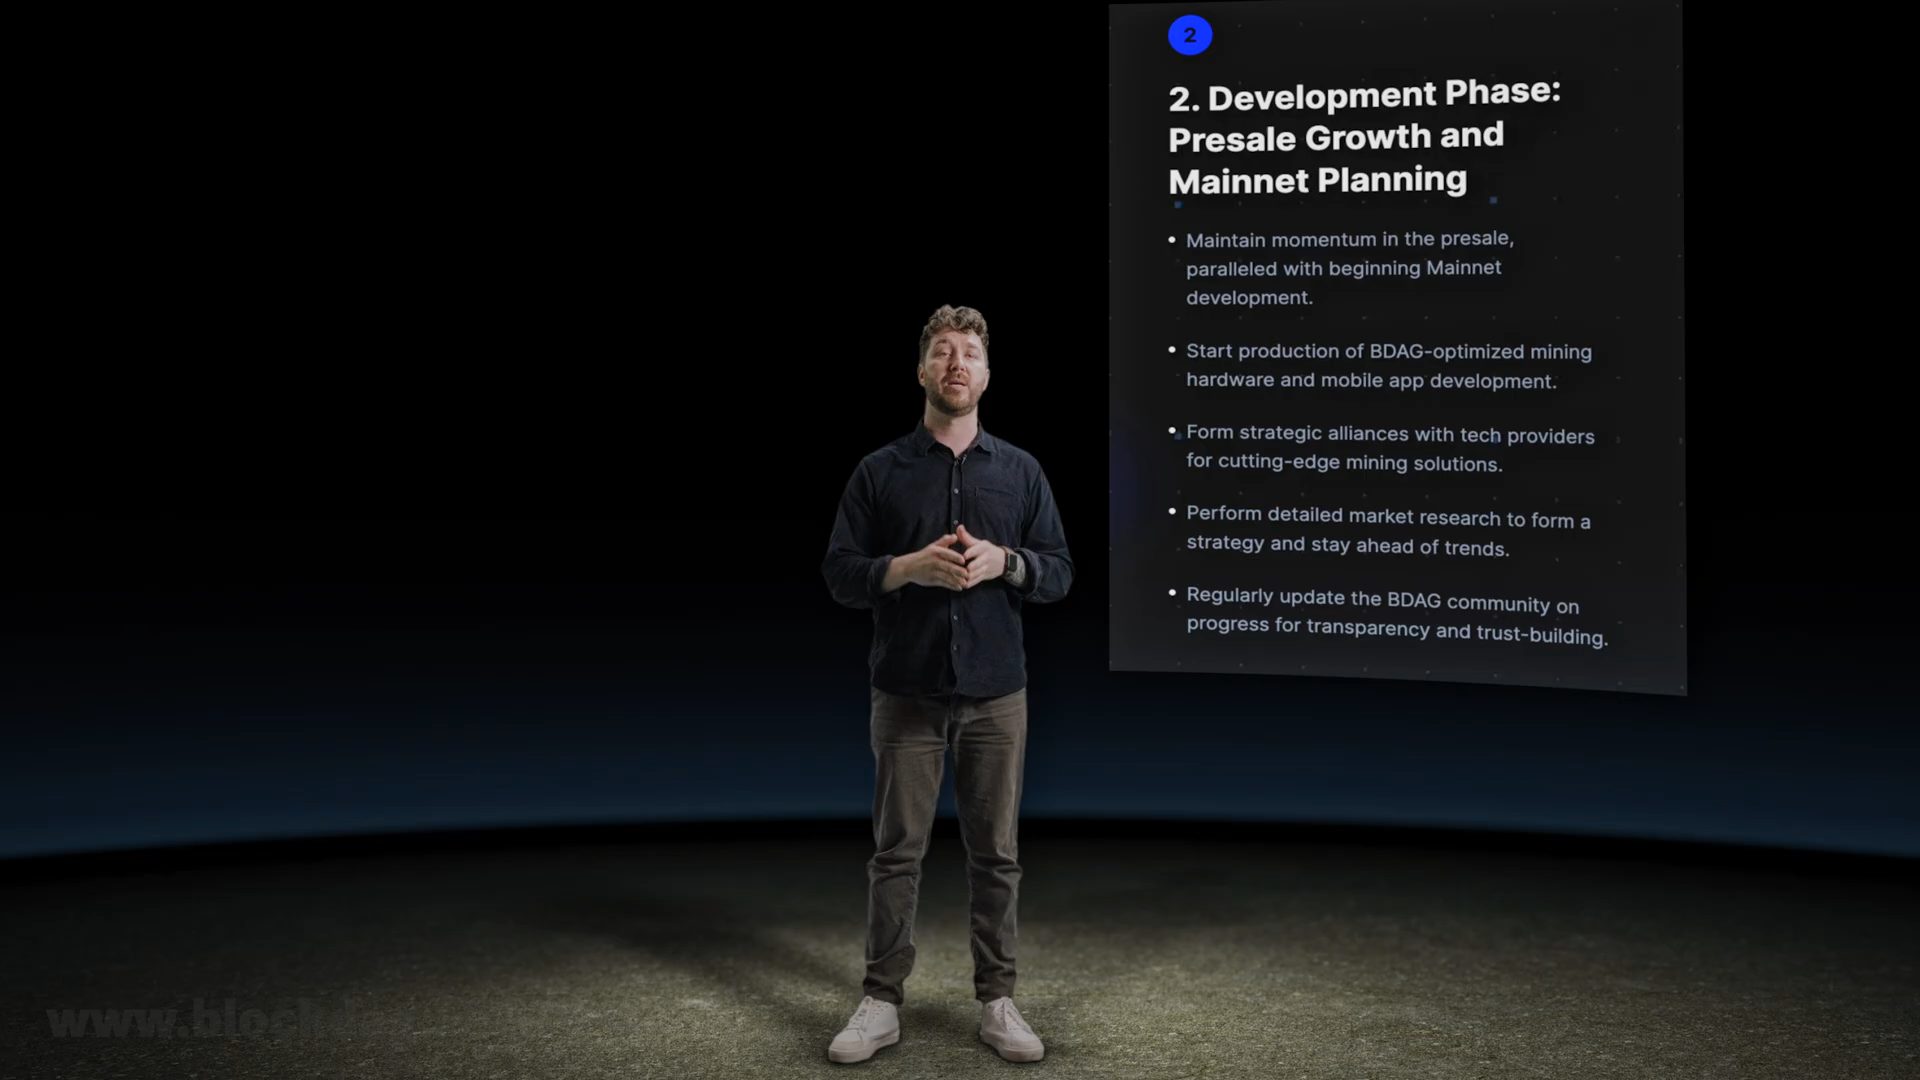 2
2. Development Phase:
Presale Growth and
Mainnet Planning
• Maintain momentum in the presale,
paralleled with beginning Mainnet
development.
• Start production of BDAG-optimized mining
hardware and mobile app development.
• Form strategic alliances with tech providers
for cutting-edge mining solutions.
• Perform detailed market research to form a
strategy and stay ahead of trends.
• Regularly update the BDAG community on
progress for transparency and trust-building.